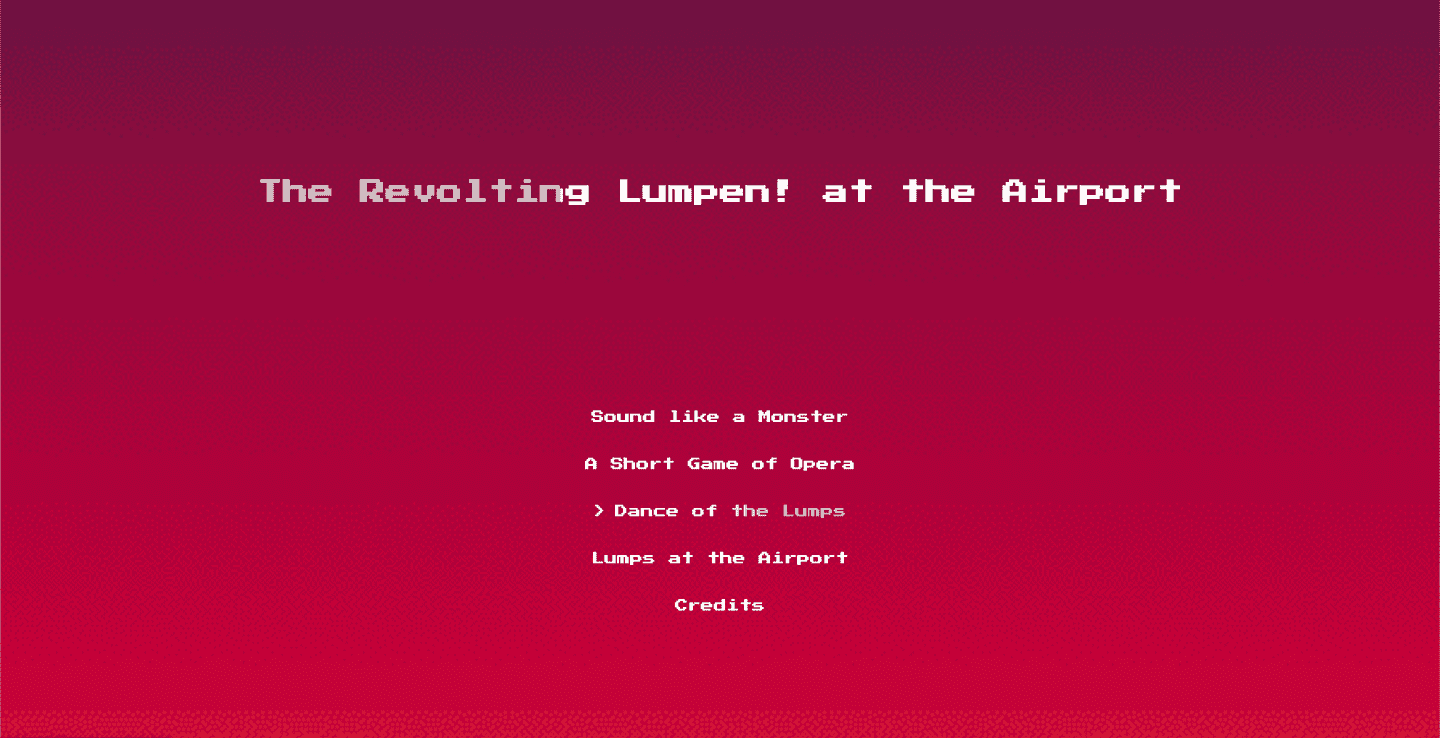 The Revolting Lumpen! at the Airport
Sound like a Monster
A Short Game of Opera
> Dance of the Lumps
Lumps at the Airport
Credits